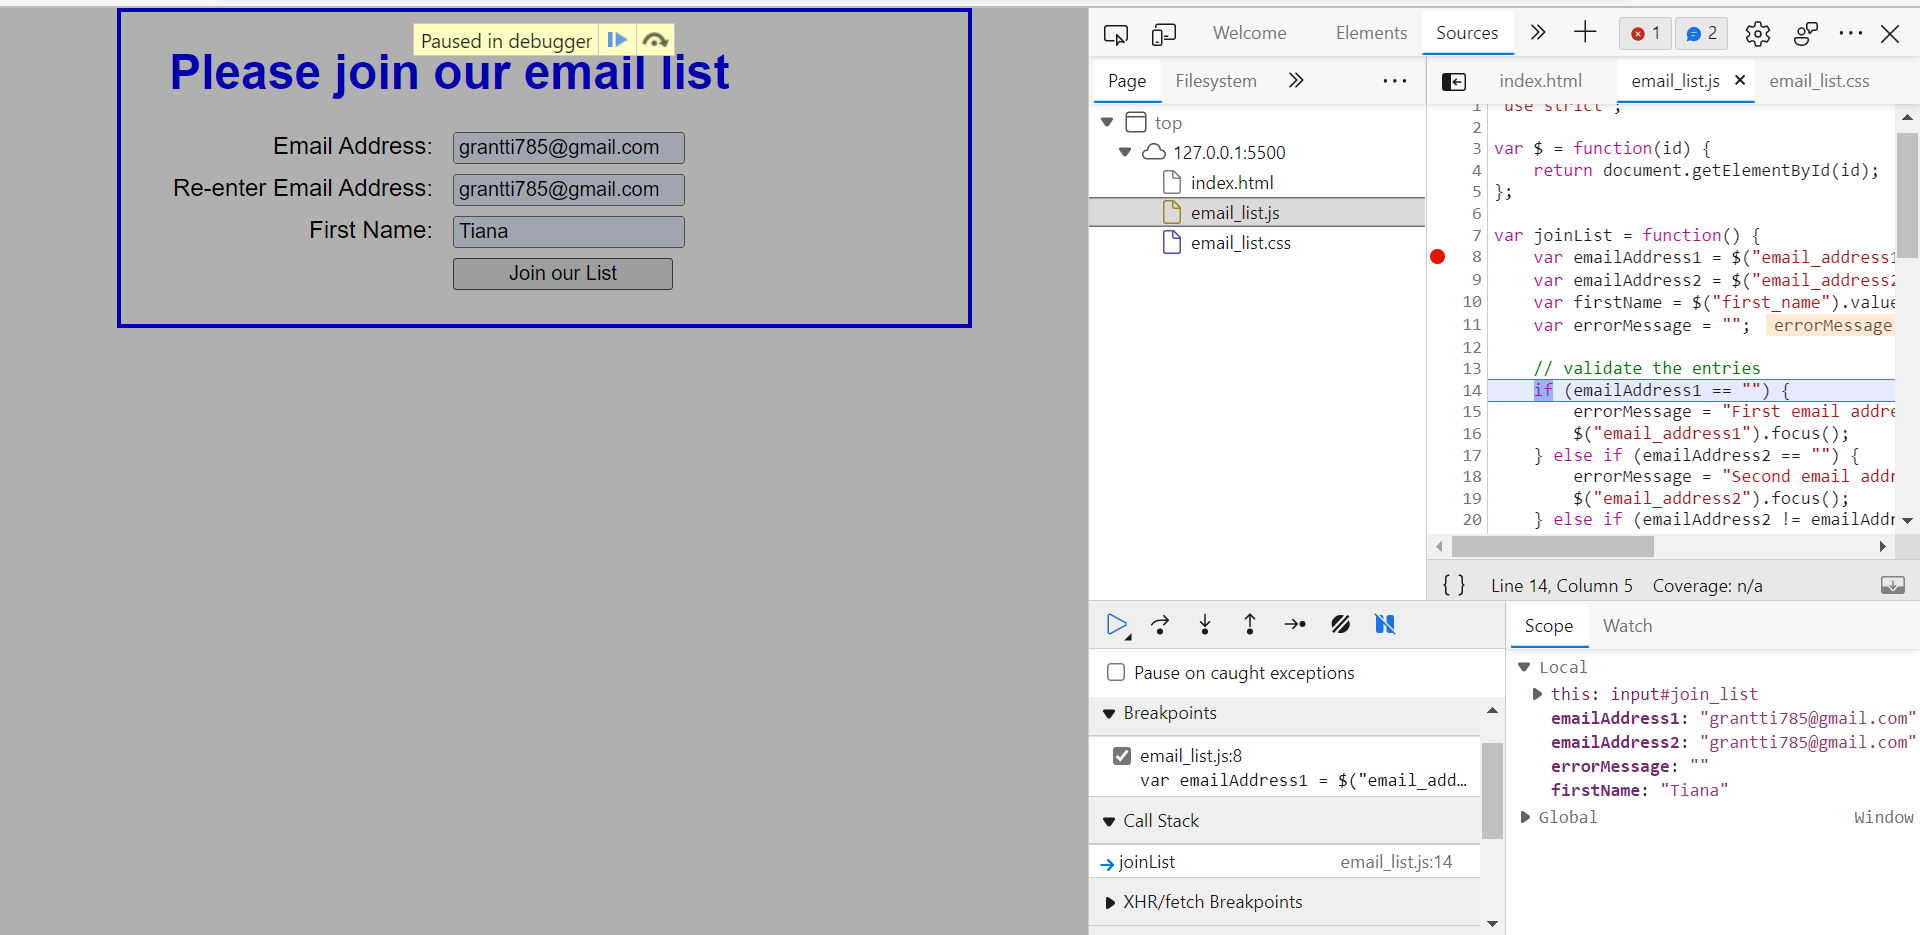 Paused in debugger
Please join our email list
Email Address:
grantti785@gmail.com
Re-enter Email Address:
grantti785@gmail.com
First Name:
Tiana
Join our List
Welcome
Elements
Sources
1
2
Page
Filesystem
index.html
email_list.js
email_list.css
top
127.0.0.1:5500
index.html
email_list.js
email_list.css
1 'use strict';
2
3 var $ = function(id) {
4 return document.getElementById(id);
5 };
6
7 var joinList = function() {
8 var emailAddress1 = $("email_address1
9 var emailAddress2 = $("email_address2
10 var firstName = $("first_name").value
11 var errorMessage = ""; errorMessage
12
13 // validate the entries
14 if (emailAddress1 == "") {
15 errorMessage = "First email addre
16 $("email_address1").focus();
17 } else if (emailAddress2 == "") {
18 errorMessage = "Second email addr
19 $("email_address2").focus();
20 } else if (emailAddress2 != emailAddr
{ } Line 14, Column 5 Coverage: n/a
Pause on caught exceptions
Breakpoints
email_list.js:8
var emailAddress1 = $("email_add…
Call Stack
joinList email_list.js:14
XHR/fetch Breakpoints
Scope
Watch
Local
this: input#join_list
emailAddress1: "grantti785@gmail.com"
emailAddress2: "grantti785@gmail.com"
errorMessage: ""
firstName: "Tiana"
Global Window